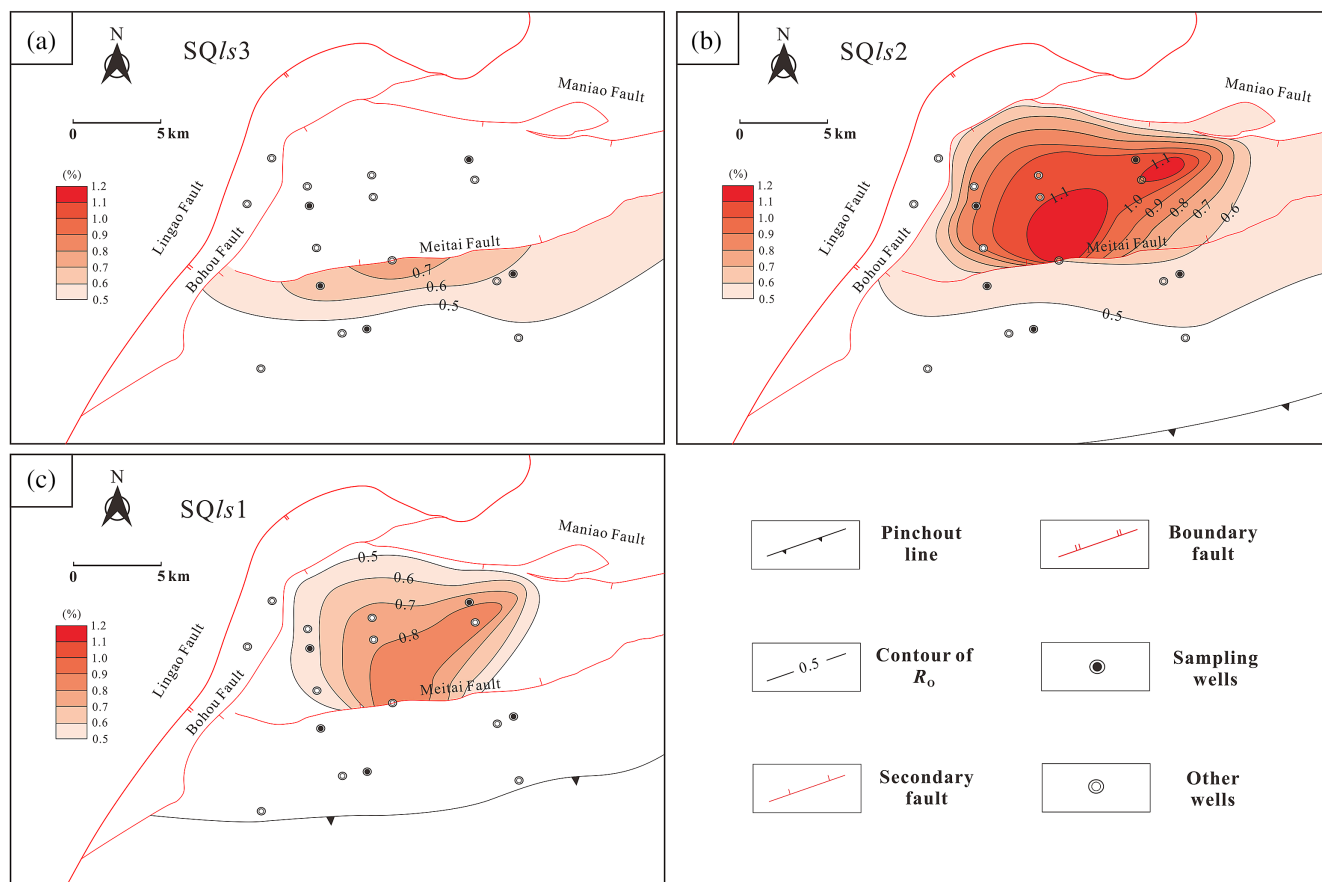 (a)
N
SQls3
Maniao Fault
0 5 km
(%)
1.2
1.1
1.0
0.9
0.8
0.7
0.6
0.5
Lingao Fault
Bohou Fault
Meitai Fault
0.7
0.6
0.5
(b)
N
SQls2
Maniao Fault
0 5 km
(%)
1.2
1.1
1.0
0.9
0.8
0.7
0.6
0.5
Lingao Fault
Bohou Fault
1.1
1.1
1.0
0.9
0.8
0.7
0.6
Meitai Fault
0.5
(c)
N
SQls1
Maniao Fault
0 5 km
(%)
1.2
1.1
1.0
0.9
0.8
0.7
0.6
0.5
Lingao Fault
Bohou Fault
0.5
0.6
0.7
0.8
Meitai Fault
Pinchout
line
Boundary
fault
0.5
Contour of
Ro
Sampling
wells
Secondary
fault
Other
wells